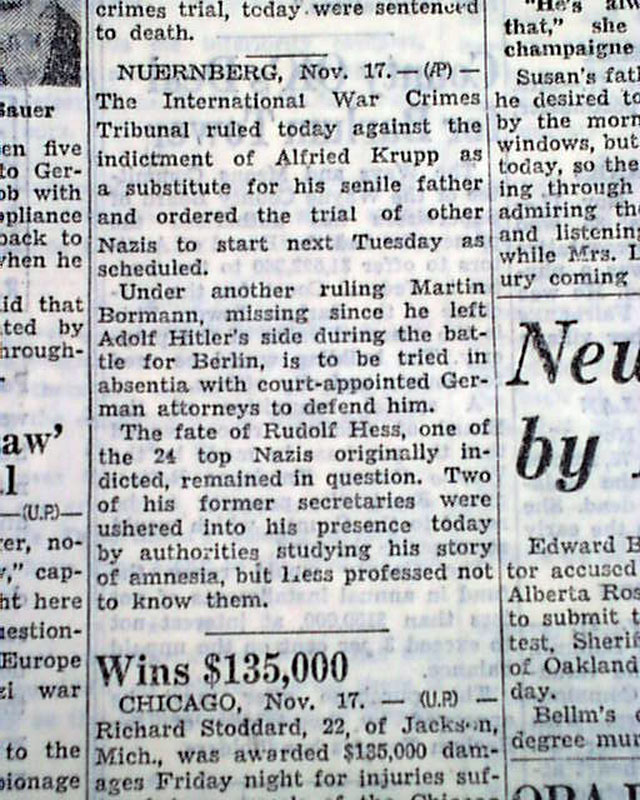 Sauer
en five
to Ger-
ob with
pliance
back to
when he
id that
ted by
hrough-
aw'
l
—(U.P.)—
er, no-
," cap-
ht here
uestion-
Europe
zi war
to the
pionage
crimes trial, today were sentenced
to death.
NUERNBERG, Nov. 17.—(AP)—
The International War Crimes
Tribunal ruled today against the
indictment of Alfried Krupp as
a substitute for his senile father
and ordered the trial of other
Nazis to start next Tuesday as
scheduled.
Under another ruling Martin
Bormann, missing since he left
Adolf Hitler's side during the bat-
tle for Berlin, is to be tried in
absentia with court-appointed Ger-
man attorneys to defend him.
The fate of Rudolf Hess, one of
the 24 top Nazis originally in-
dicted, remained in question. Two
of his former secretaries were
ushered into his presence today
by authorities studying his story
of amnesia, but Hess professed not
to know them.
Wins $135,000
CHICAGO, Nov. 17. — (U.P.) —
Richard Stoddard, 22, of Jackson,
Mich., was awarded $135,000 dam-
ages Friday night for injuries suf-
"He's alw
that," she
champagne
Susan's fath
he desired to
by the morn
windows, but
today, so the
ing through
admiring the
and listening
while Mrs. L
ury coming
New
by
Edward B
tor accused
Alberta Ros
to submit t
test, Sherif
of Oakland
day.
Bellm's c
degree mur
OPA